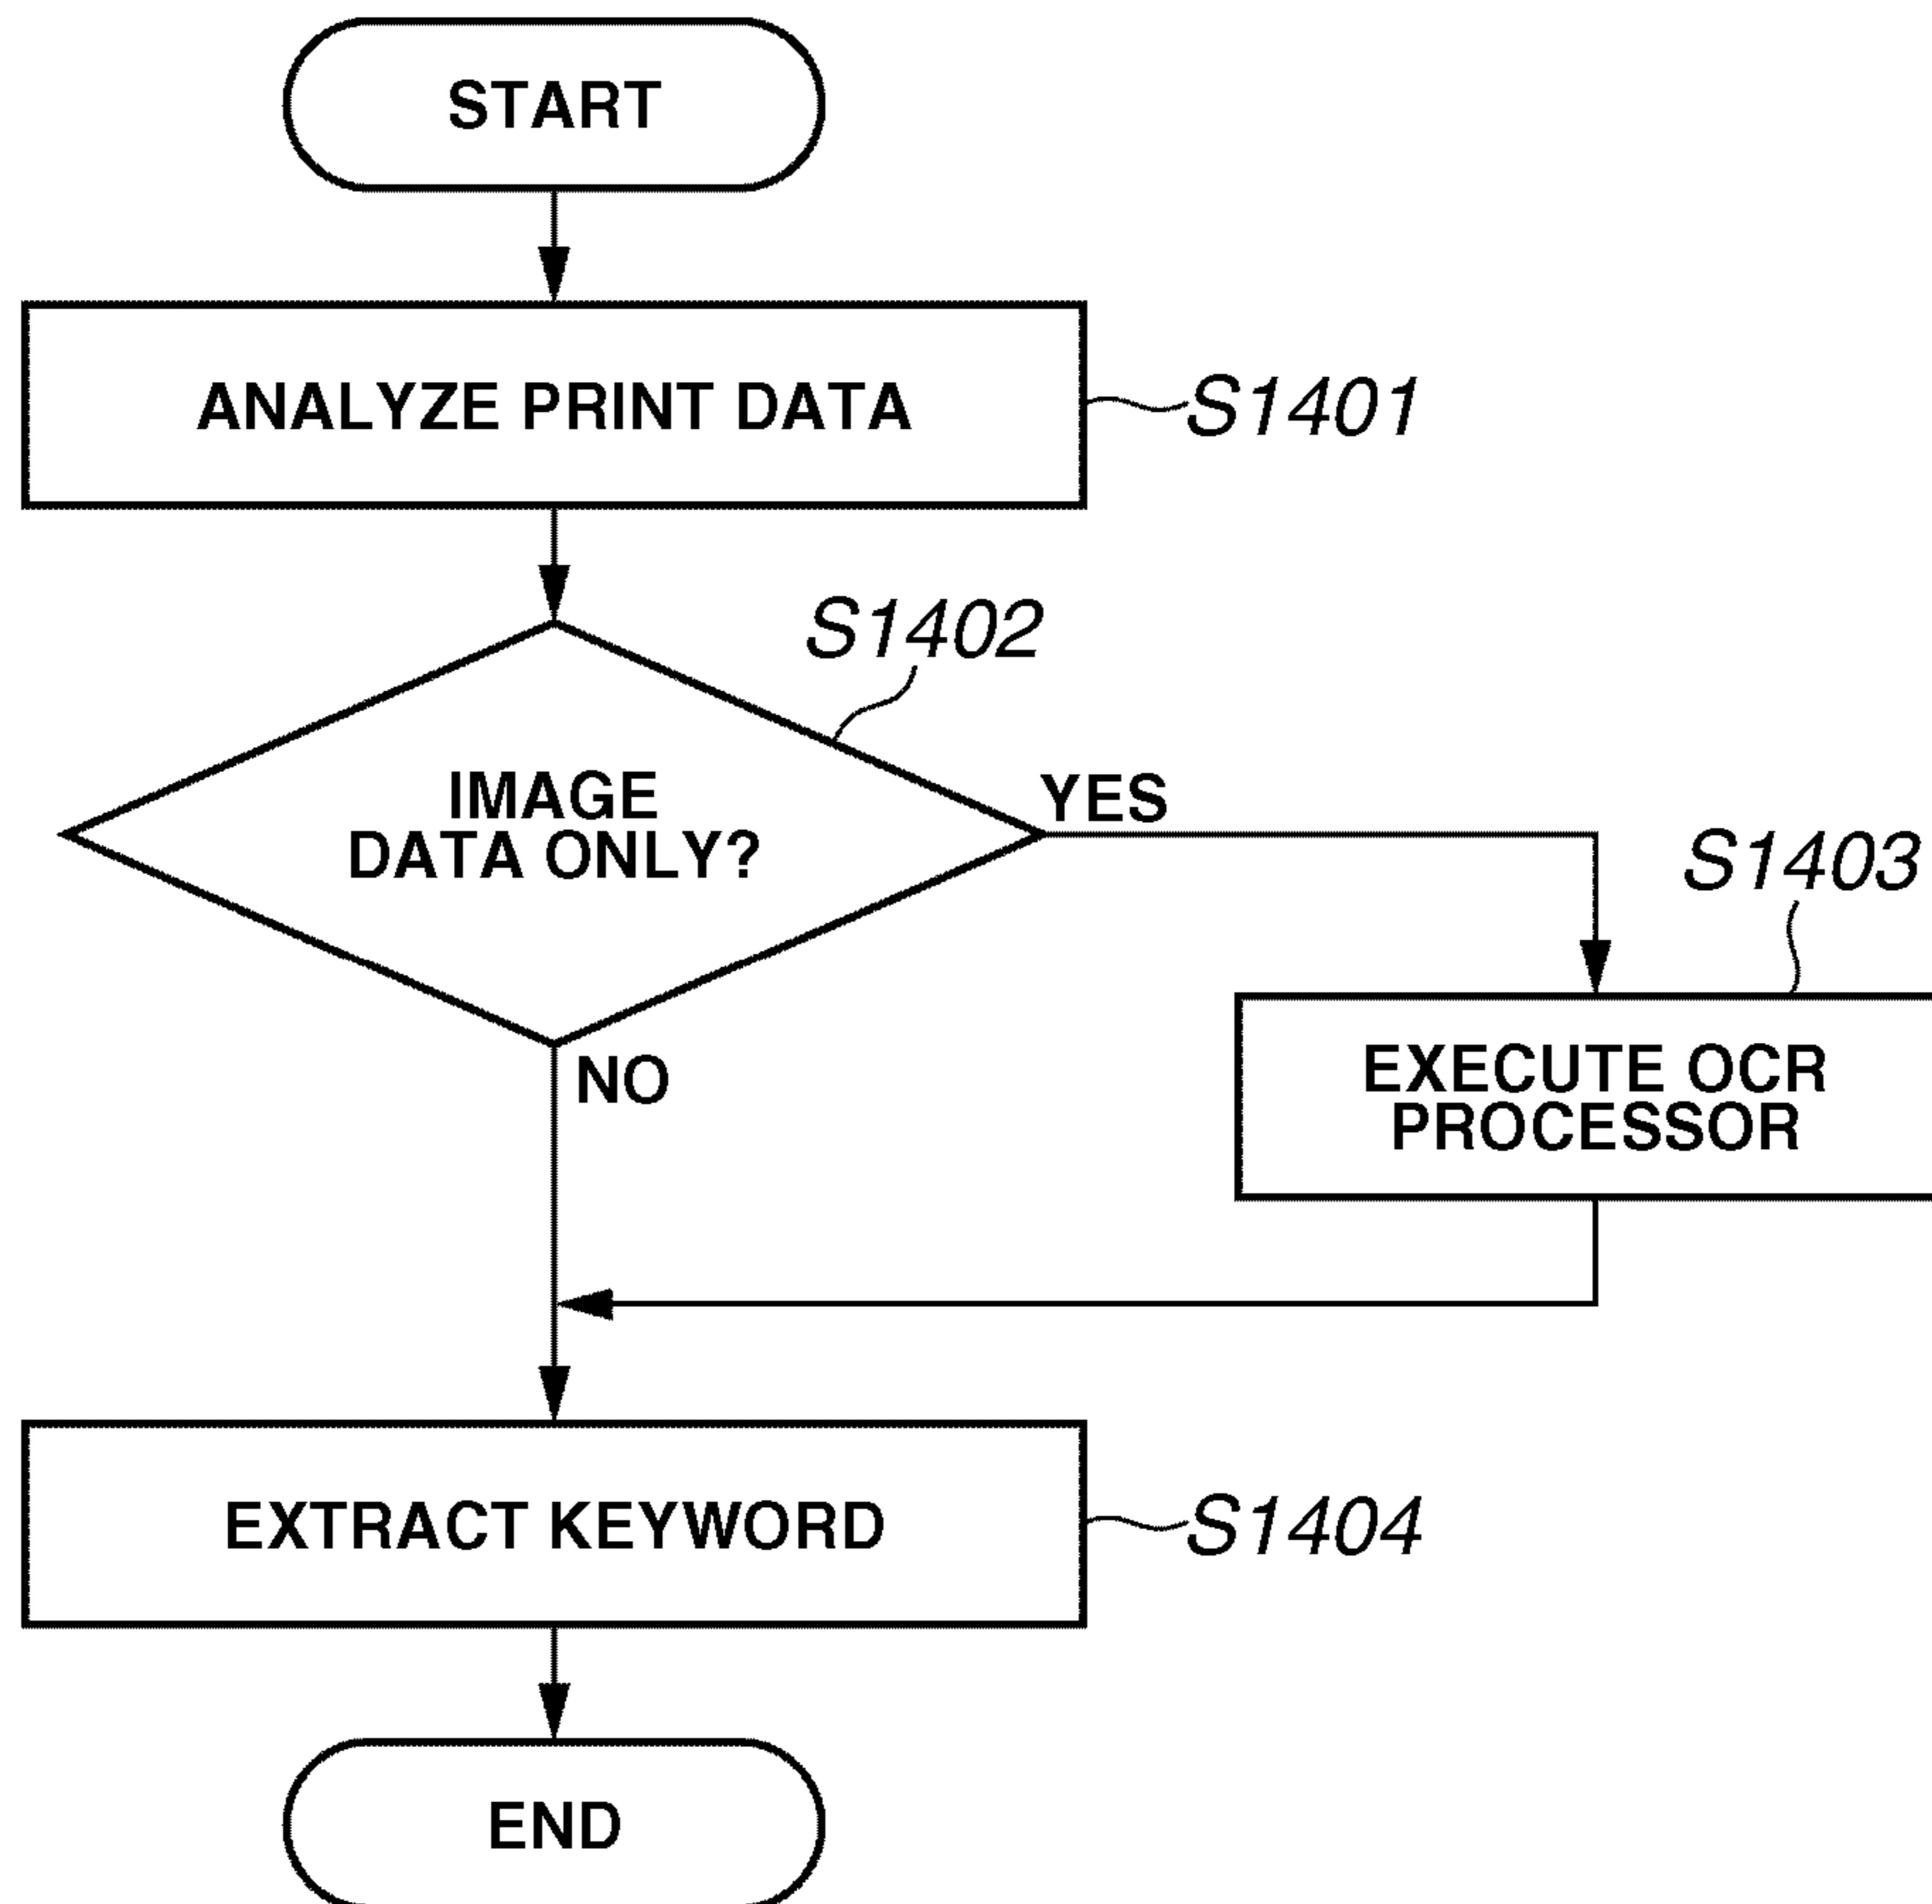 START
ANALYZE PRINT DATA
S1401
S1402
IMAGE
DATA ONLY?
YES
S1403
EXECUTE OCR
PROCESSOR
NO
EXTRACT KEYWORD
S1404
END